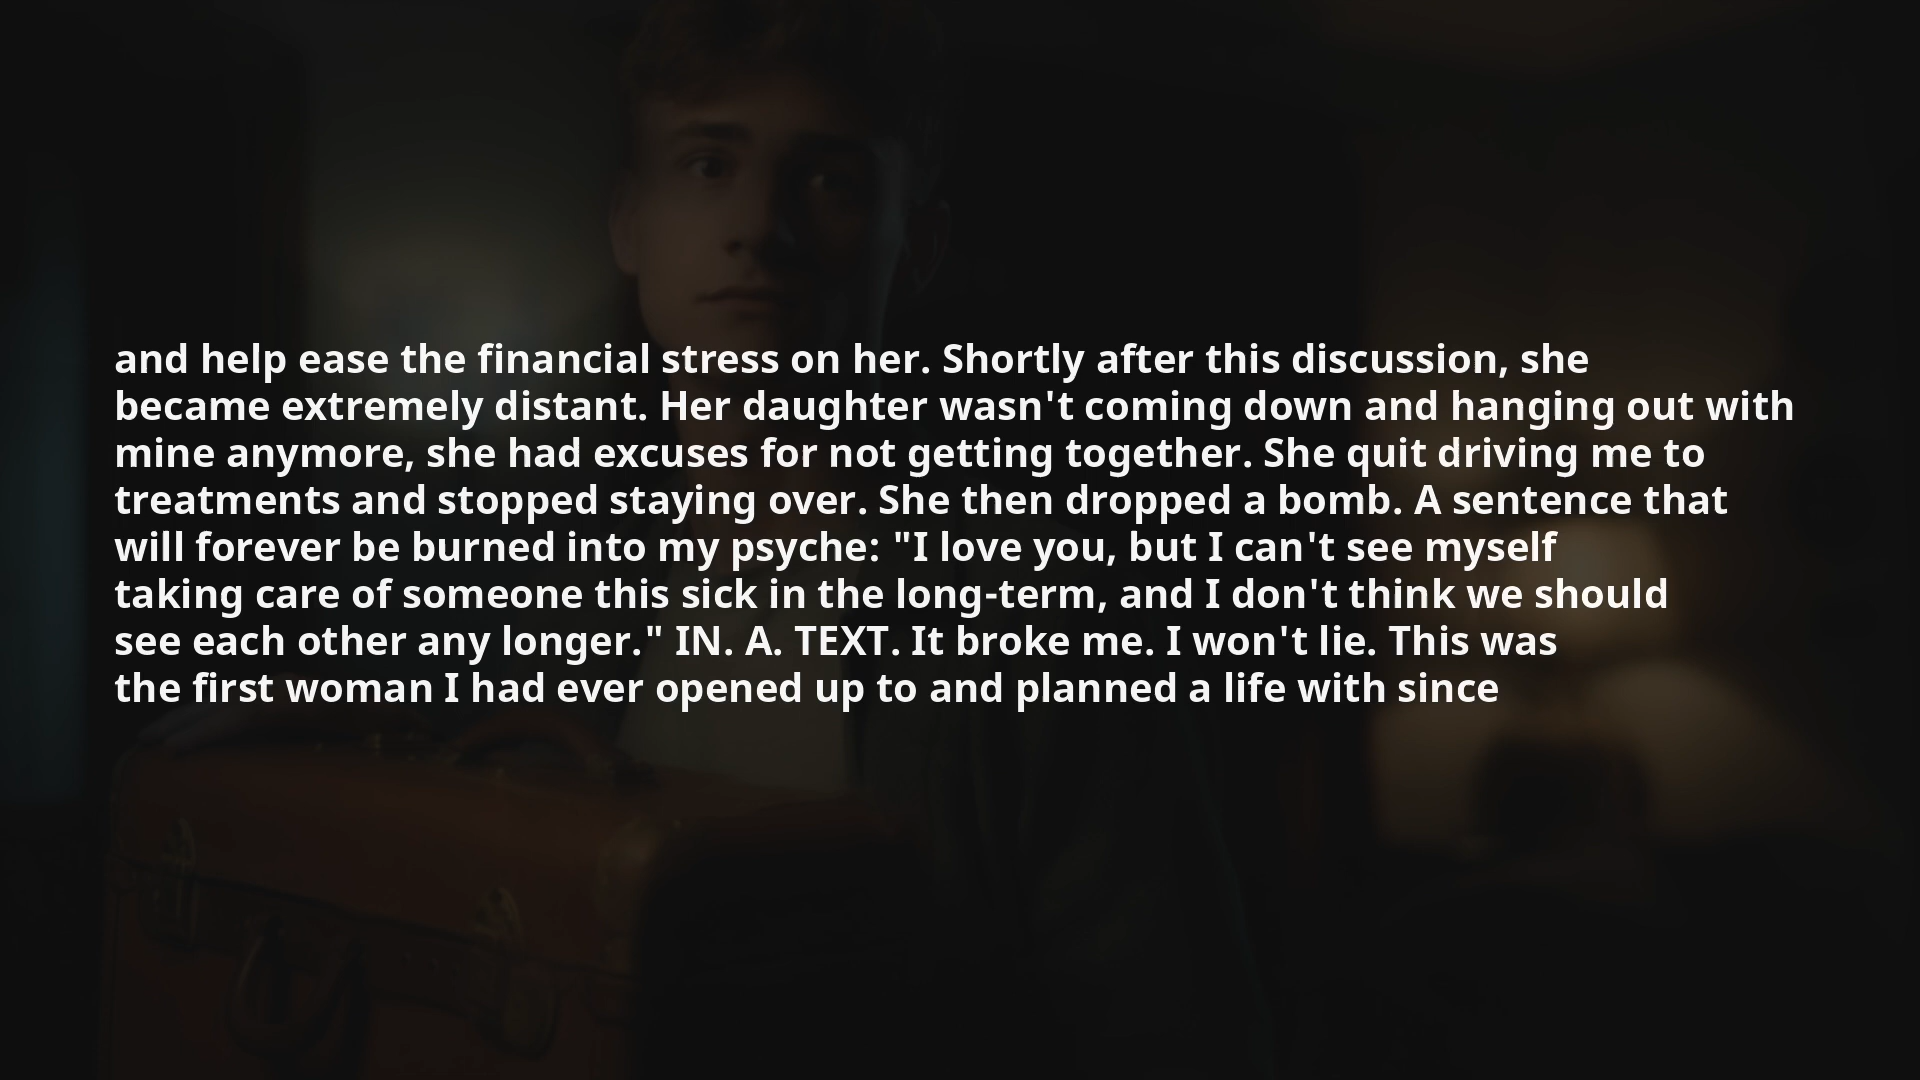 and help ease the financial stress on her. Shortly after this discussion, she
became extremely distant. Her daughter wasn't coming down and hanging out with
mine anymore, she had excuses for not getting together. She quit driving me to
treatments and stopped staying over. She then dropped a bomb. A sentence that
will forever be burned into my psyche: "I love you, but I can't see myself
taking care of someone this sick in the long-term, and I don't think we should
see each other any longer." IN. A. TEXT. It broke me. I won't lie. This was
the first woman I had ever opened up to and planned a life with since